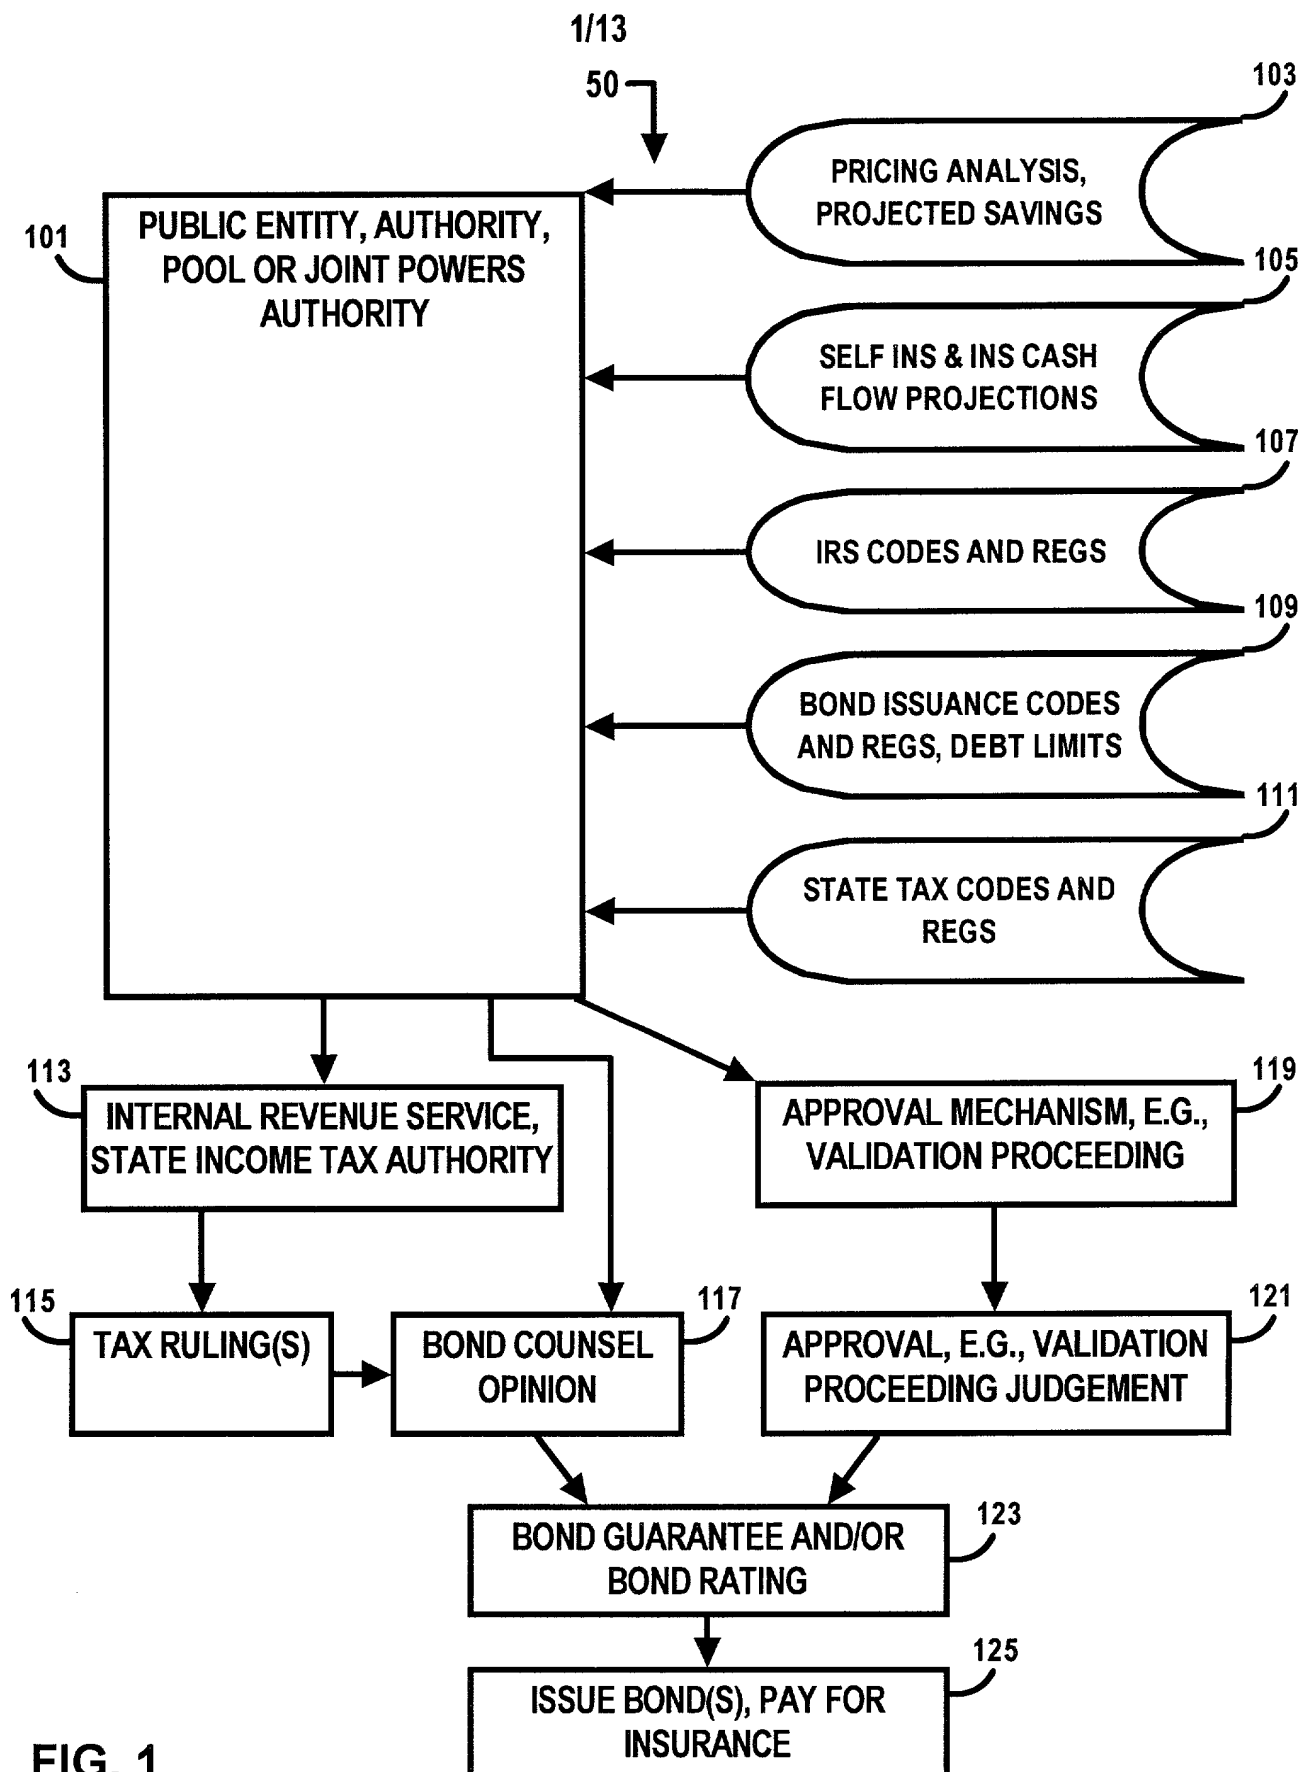 1/13
50
103
PRICING ANALYSIS,
PROJECTED SAVINGS
101
PUBLIC ENTITY, AUTHORITY,
POOL OR JOINT POWERS
AUTHORITY
105
SELF INS & INS CASH
FLOW PROJECTIONS
107
IRS CODES AND REGS
109
BOND ISSUANCE CODES
AND REGS, DEBT LIMITS
111
STATE TAX CODES AND
REGS
113
INTERNAL REVENUE SERVICE,
STATE INCOME TAX AUTHORITY
119
APPROVAL MECHANISM, E.G.,
VALIDATION PROCEEDING
115
TAX RULING(S)
117
BOND COUNSEL
OPINION
121
APPROVAL, E.G., VALIDATION
PROCEEDING JUDGEMENT
123
BOND GUARANTEE AND/OR
BOND RATING
125
ISSUE BOND(S), PAY FOR
INSURANCE
FIG. 1